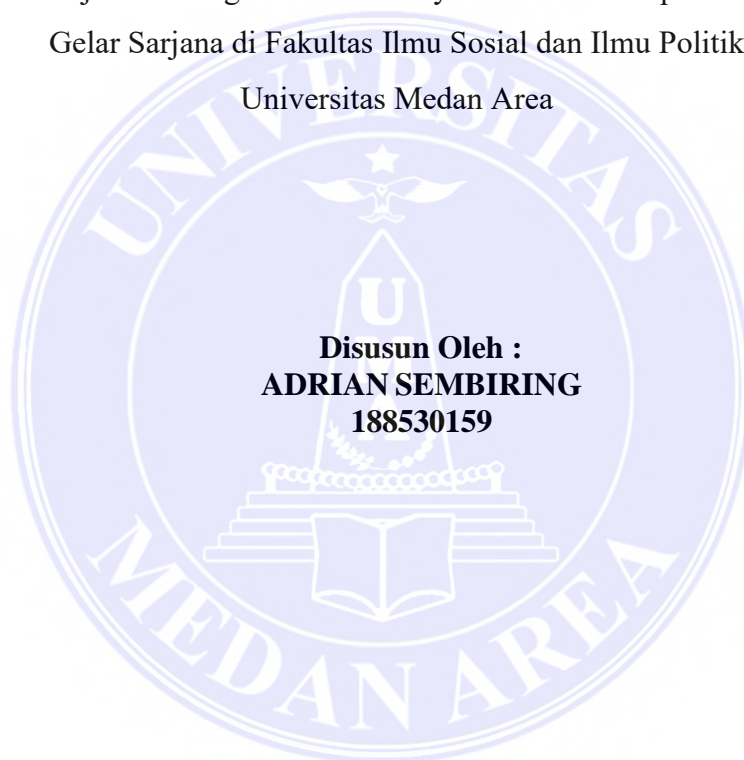 Gelar Sarjana di Fakultas Ilmu Sosial dan Ilmu Politik
Universitas Medan Area
UNIVERSITAS
U
M
A
Disusun Oleh :
ADRIAN SEMBIRING
188530159
MEDAN AREA